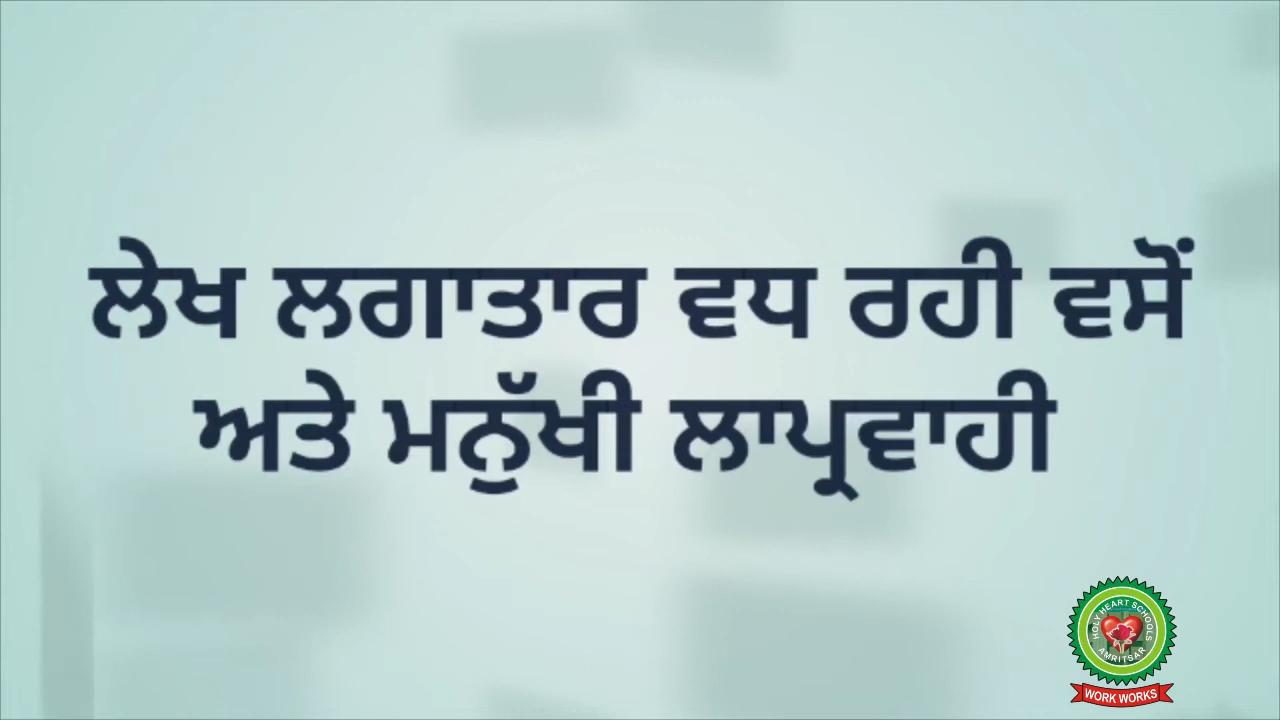 ਲੇਖ ਲਗਾਤਾਰ ਵਧ ਰਹੀ ਵਸੋਂ
ਅਤੇ ਮਨੁੱਖੀ ਲਾਪ੍ਰਵਾਹੀ
HOLY HEART SCHOOLS
AMRITSAR
WORK WORKS